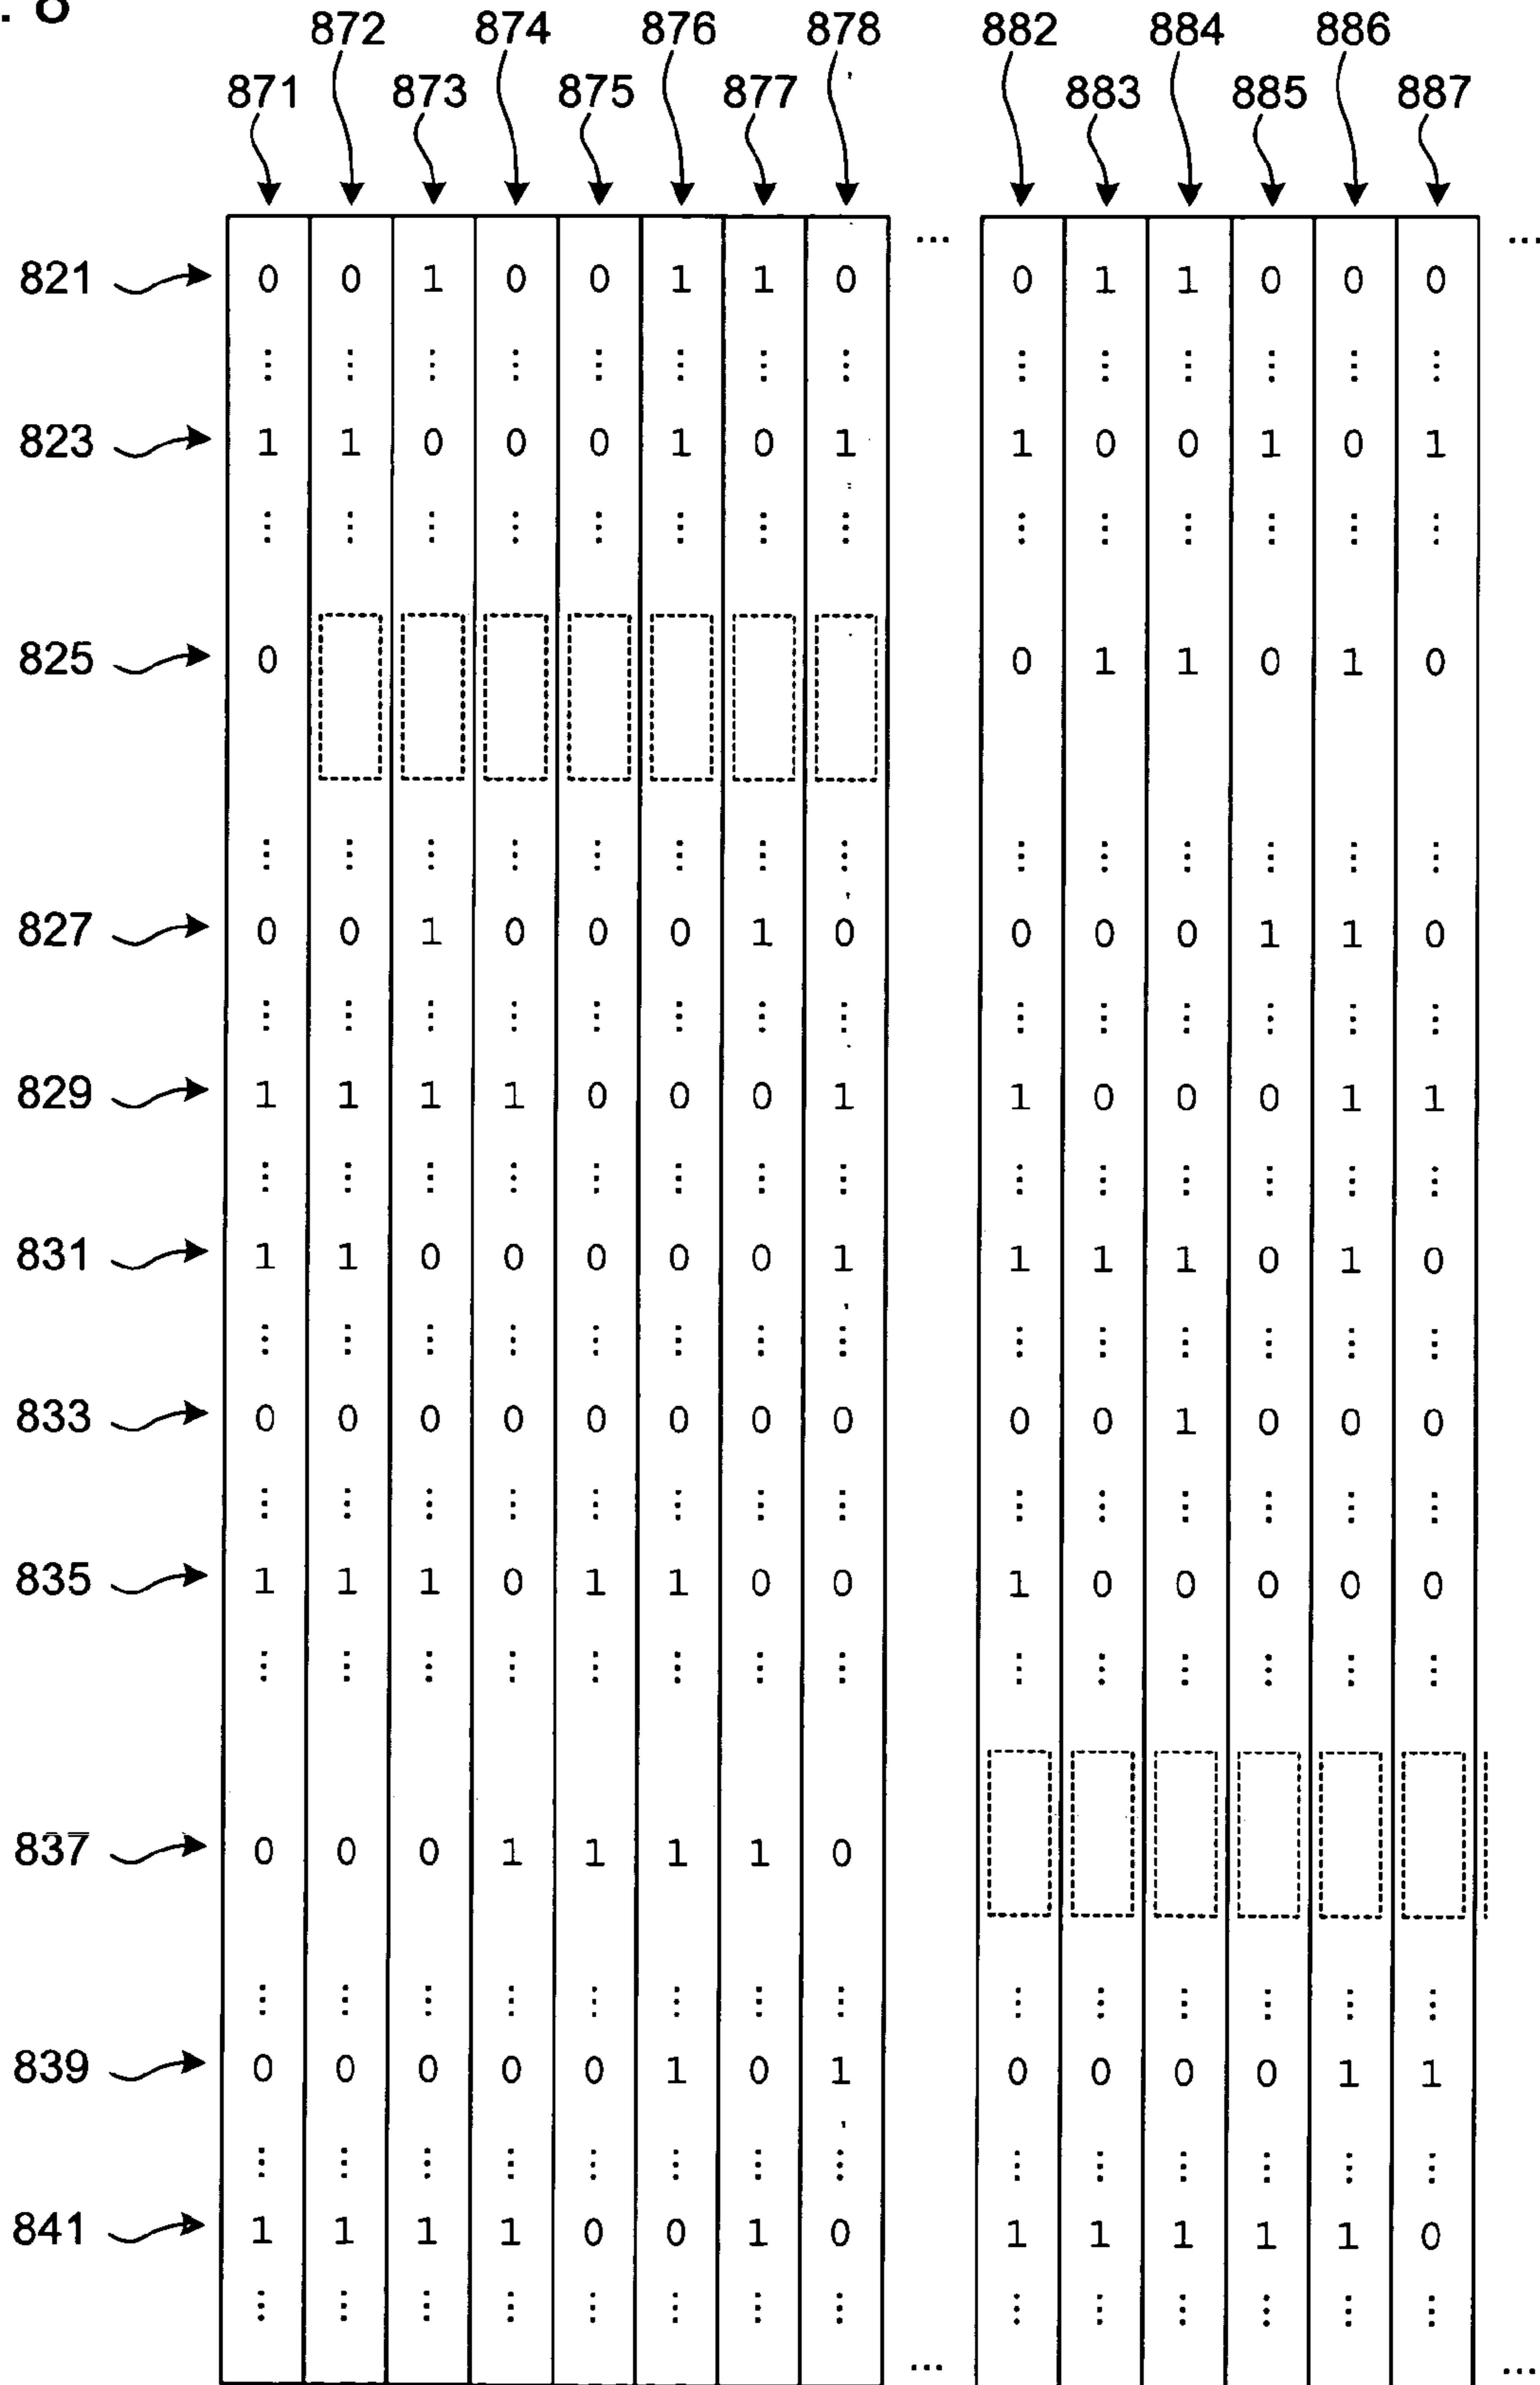 . 8
872 874 876 878 882 884 886
871 873 875 877 883 885 887
... ...
821 0 0 1 0 0 1 1 0 0 1 1 0 0 0
⋮ ⋮ ⋮ ⋮ ⋮ ⋮ ⋮ ⋮ ⋮ ⋮ ⋮ ⋮ ⋮ ⋮
823 1 1 0 0 0 1 0 1 1 0 0 1 0 1
⋮ ⋮ ⋮ ⋮ ⋮ ⋮ ⋮ ⋮ ⋮ ⋮ ⋮ ⋮ ⋮ ⋮
825 0 0 1 1 0 1 0
⋮ ⋮ ⋮ ⋮ ⋮ ⋮ ⋮ ⋮ ⋮ ⋮ ⋮ ⋮ ⋮ ⋮
827 0 0 1 0 0 0 1 0 0 0 0 1 1 0
⋮ ⋮ ⋮ ⋮ ⋮ ⋮ ⋮ ⋮ ⋮ ⋮ ⋮ ⋮ ⋮ ⋮
829 1 1 1 1 0 0 0 1 1 0 0 0 1 1
⋮ ⋮ ⋮ ⋮ ⋮ ⋮ ⋮ ⋮ ⋮ ⋮ ⋮ ⋮ ⋮ ⋮
831 1 1 0 0 0 0 0 1 1 1 1 0 1 0
⋮ ⋮ ⋮ ⋮ ⋮ ⋮ ⋮ ⋮ ⋮ ⋮ ⋮ ⋮ ⋮ ⋮
833 0 0 0 0 0 0 0 0 0 0 1 0 0 0
⋮ ⋮ ⋮ ⋮ ⋮ ⋮ ⋮ ⋮ ⋮ ⋮ ⋮ ⋮ ⋮ ⋮
835 1 1 1 0 1 1 0 0 1 0 0 0 0 0
⋮ ⋮ ⋮ ⋮ ⋮ ⋮ ⋮ ⋮ ⋮ ⋮ ⋮ ⋮ ⋮ ⋮
837 0 0 0 1 1 1 1 0
⋮ ⋮ ⋮ ⋮ ⋮ ⋮ ⋮ ⋮ ⋮ ⋮ ⋮ ⋮ ⋮ ⋮
839 0 0 0 0 0 1 0 1 0 0 0 0 1 1
⋮ ⋮ ⋮ ⋮ ⋮ ⋮ ⋮ ⋮ ⋮ ⋮ ⋮ ⋮ ⋮ ⋮
841 1 1 1 1 0 0 1 0 1 1 1 1 1 0
⋮ ⋮ ⋮ ⋮ ⋮ ⋮ ⋮ ⋮ ⋮ ⋮ ⋮ ⋮ ⋮ ⋮
... ...